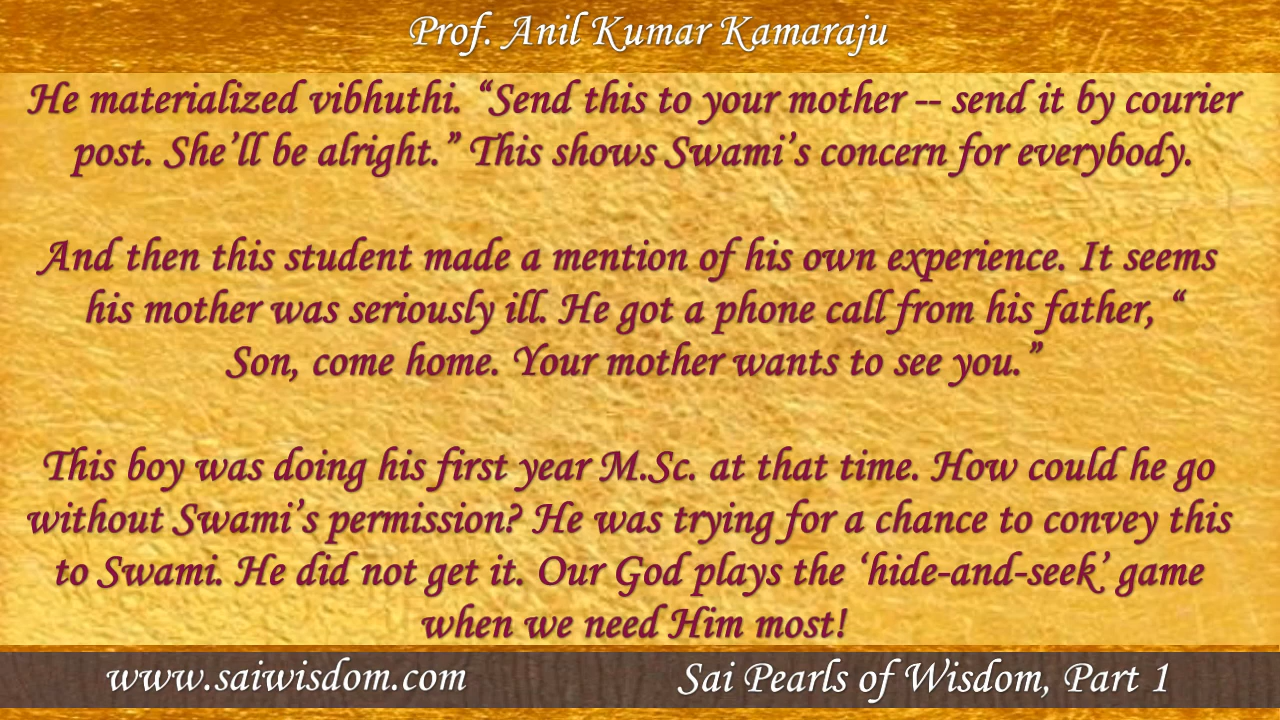 Prof. Anil Kumar Kamaraju
He materialized vibhuthi. “Send this to your mother -- send it by courier
post. She’ll be alright.” This shows Swami’s concern for everybody.
And then this student made a mention of his own experience. It seems
his mother was seriously ill. He got a phone call from his father, “
Son, come home. Your mother wants to see you.”
This boy was doing his first year M.Sc. at that time. How could he go
without Swami’s permission? He was trying for a chance to convey this
to Swami. He did not get it. Our God plays the ‘hide-and-seek’ game
when we need Him most!
www.saiwisdom.com
Sai Pearls of Wisdom, Part 1